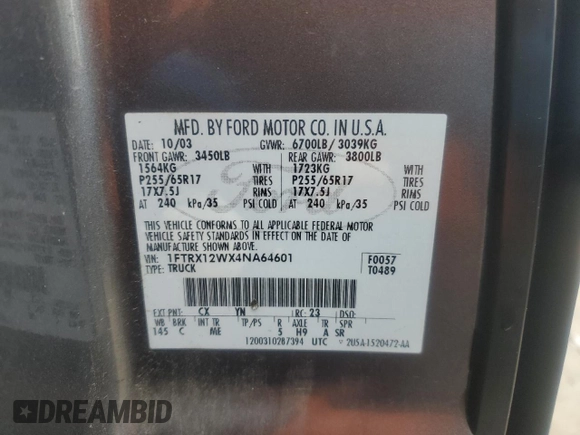 MFD. BY FORD MOTOR CO. IN U.S.A.
DATE: 10/03 GVWR: 6700LB/ 3039KG
FRONT GAWR: 3450LB REAR GAWR: 3800LB
1564KG WITH 1723KG WITH
P255/65R17 TIRES P255/65R17 TIRES
17X7.5J RIMS 17X7.5J RIMS
AT 240 kPa/35 PSI COLD AT 240 kPa/35 PSI COLD
Ford
THIS VEHICLE CONFORMS TO ALL APPLICABLE FEDERAL MOTOR
VEHICLE SAFETY STANDARDS IN EFFECT ON THE DATE OF
MANUFACTURE SHOWN ABOVE.
VIN: 1FTRX12WX4NA64601 F0057
TYPE: TRUCK T0489
EXT PNT: CX YN RC: 23 DSO:
WB BRK INT TR TP/PS R AXLE TR SPR
145 C ME 5 H9 A SR
1200310287394 UTC 2U5A-1520472-AA
DREAMBID